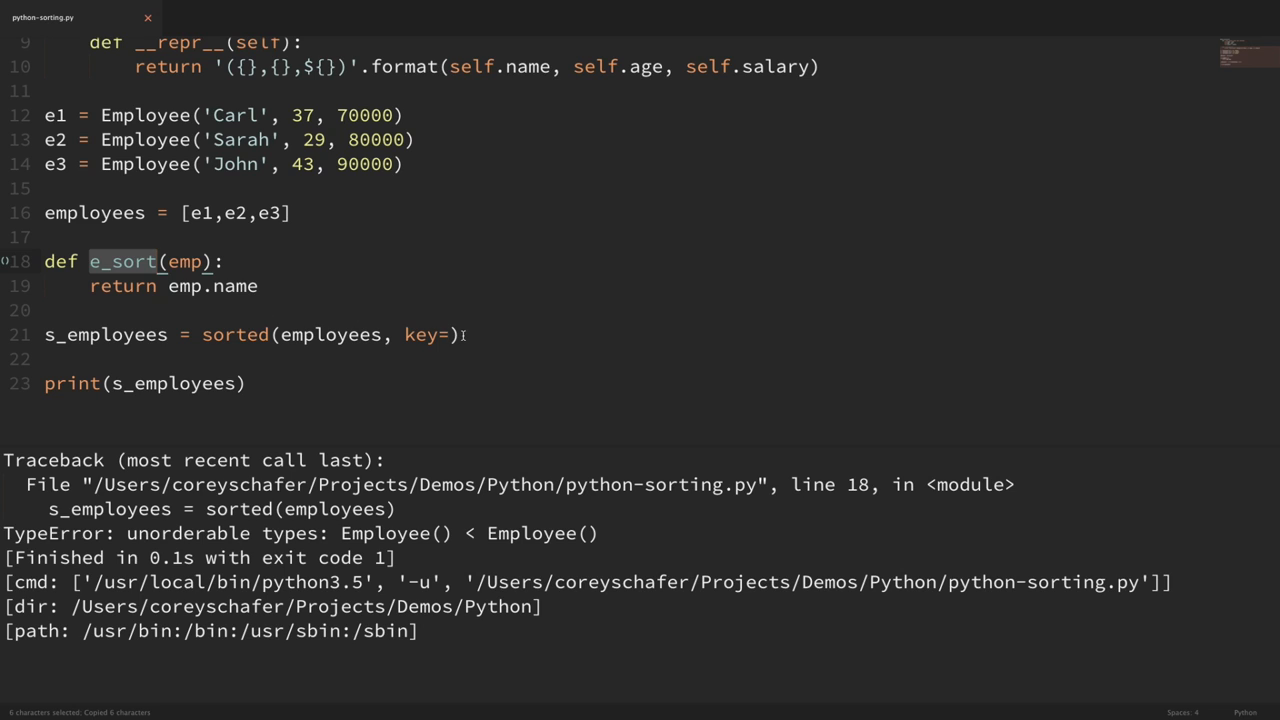 python-sorting.py ×
9 def __repr__(self):
10 return '({},{},${})'.format(self.name, self.age, self.salary)
11
12 e1 = Employee('Carl', 37, 70000)
13 e2 = Employee('Sarah', 29, 80000)
14 e3 = Employee('John', 43, 90000)
15
16 employees = [e1,e2,e3]
17
() 18 def e_sort(emp):
19 return emp.name
20
21 s_employees = sorted(employees, key=)
22
23 print(s_employees)
Traceback (most recent call last):
File "/Users/coreyschafer/Projects/Demos/Python/python-sorting.py", line 18, in <module>
s_employees = sorted(employees)
TypeError: unorderable types: Employee() < Employee()
[Finished in 0.1s with exit code 1]
[cmd: ['/usr/local/bin/python3.5', '-u', '/Users/coreyschafer/Projects/Demos/Python/python-sorting.py']]
[dir: /Users/coreyschafer/Projects/Demos/Python]
[path: /usr/bin:/bin:/usr/sbin:/sbin]
6 characters selected: Copied 6 characters Spaces: 4 Python